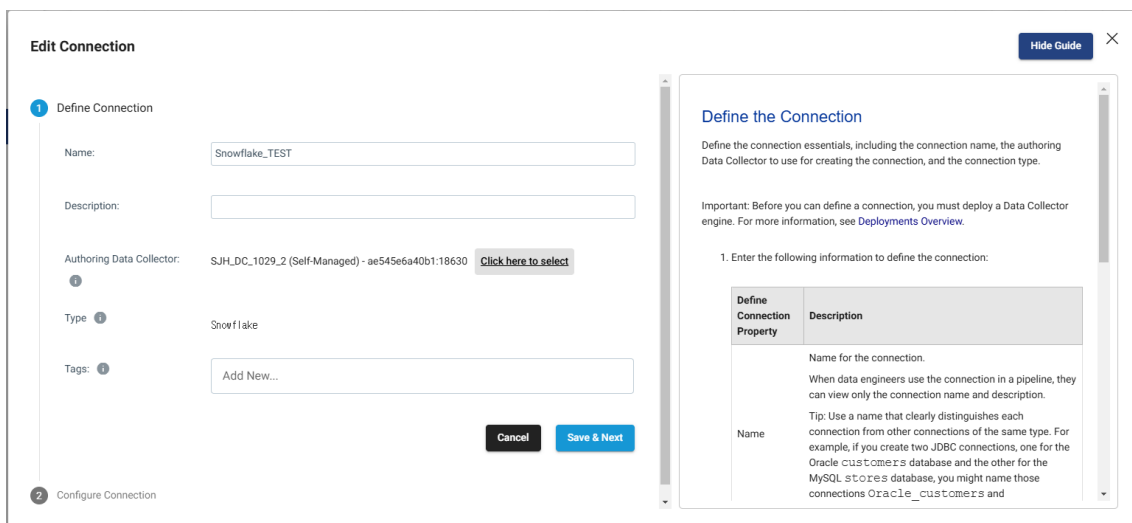 Edit Connection
Hide Guide
1 Define Connection
Name:
Snowflake_TEST
Description:
Authoring Data Collector:
SJH_DC_1029_2 (Self-Managed) - ae545e6a40b1:18630 Click here to select
Type
Snowflake
Tags:
Add New...
Cancel
Save & Next
2 Configure Connection
Define the Connection
Define the connection essentials, including the connection name, the authoring
Data Collector to use for creating the connection, and the connection type.
Important: Before you can define a connection, you must deploy a Data Collector
engine. For more information, see Deployments Overview.
1. Enter the following information to define the connection:
Define
Connection
Property
Description
Name
Name for the connection.
When data engineers use the connection in a pipeline, they
can view only the connection name and description.
Tip: Use a name that clearly distinguishes each
connection from other connections of the same type. For
example, if you create two JDBC connections, one for the
Oracle customers database and the other for the
MySQL stores database, you might name those
connections Oracle_customers and